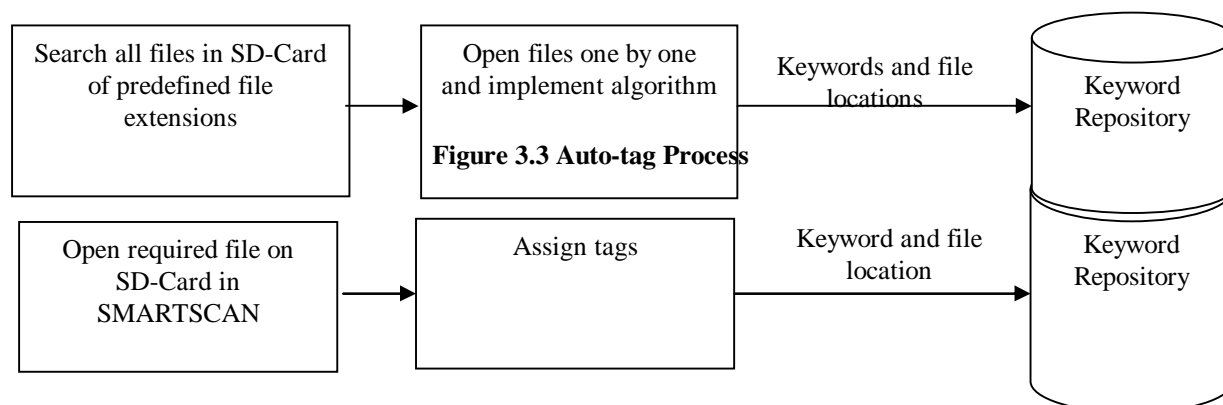 Search all files in SD-Card
of predefined file
extensions
Open files one by one
and implement algorithm
Keywords and file
locations
Keyword
Repository
Figure 3.3 Auto-tag Process
Open required file on
SD-Card in
SMARTSCAN
Assign tags
Keyword and file
location
Keyword
Repository